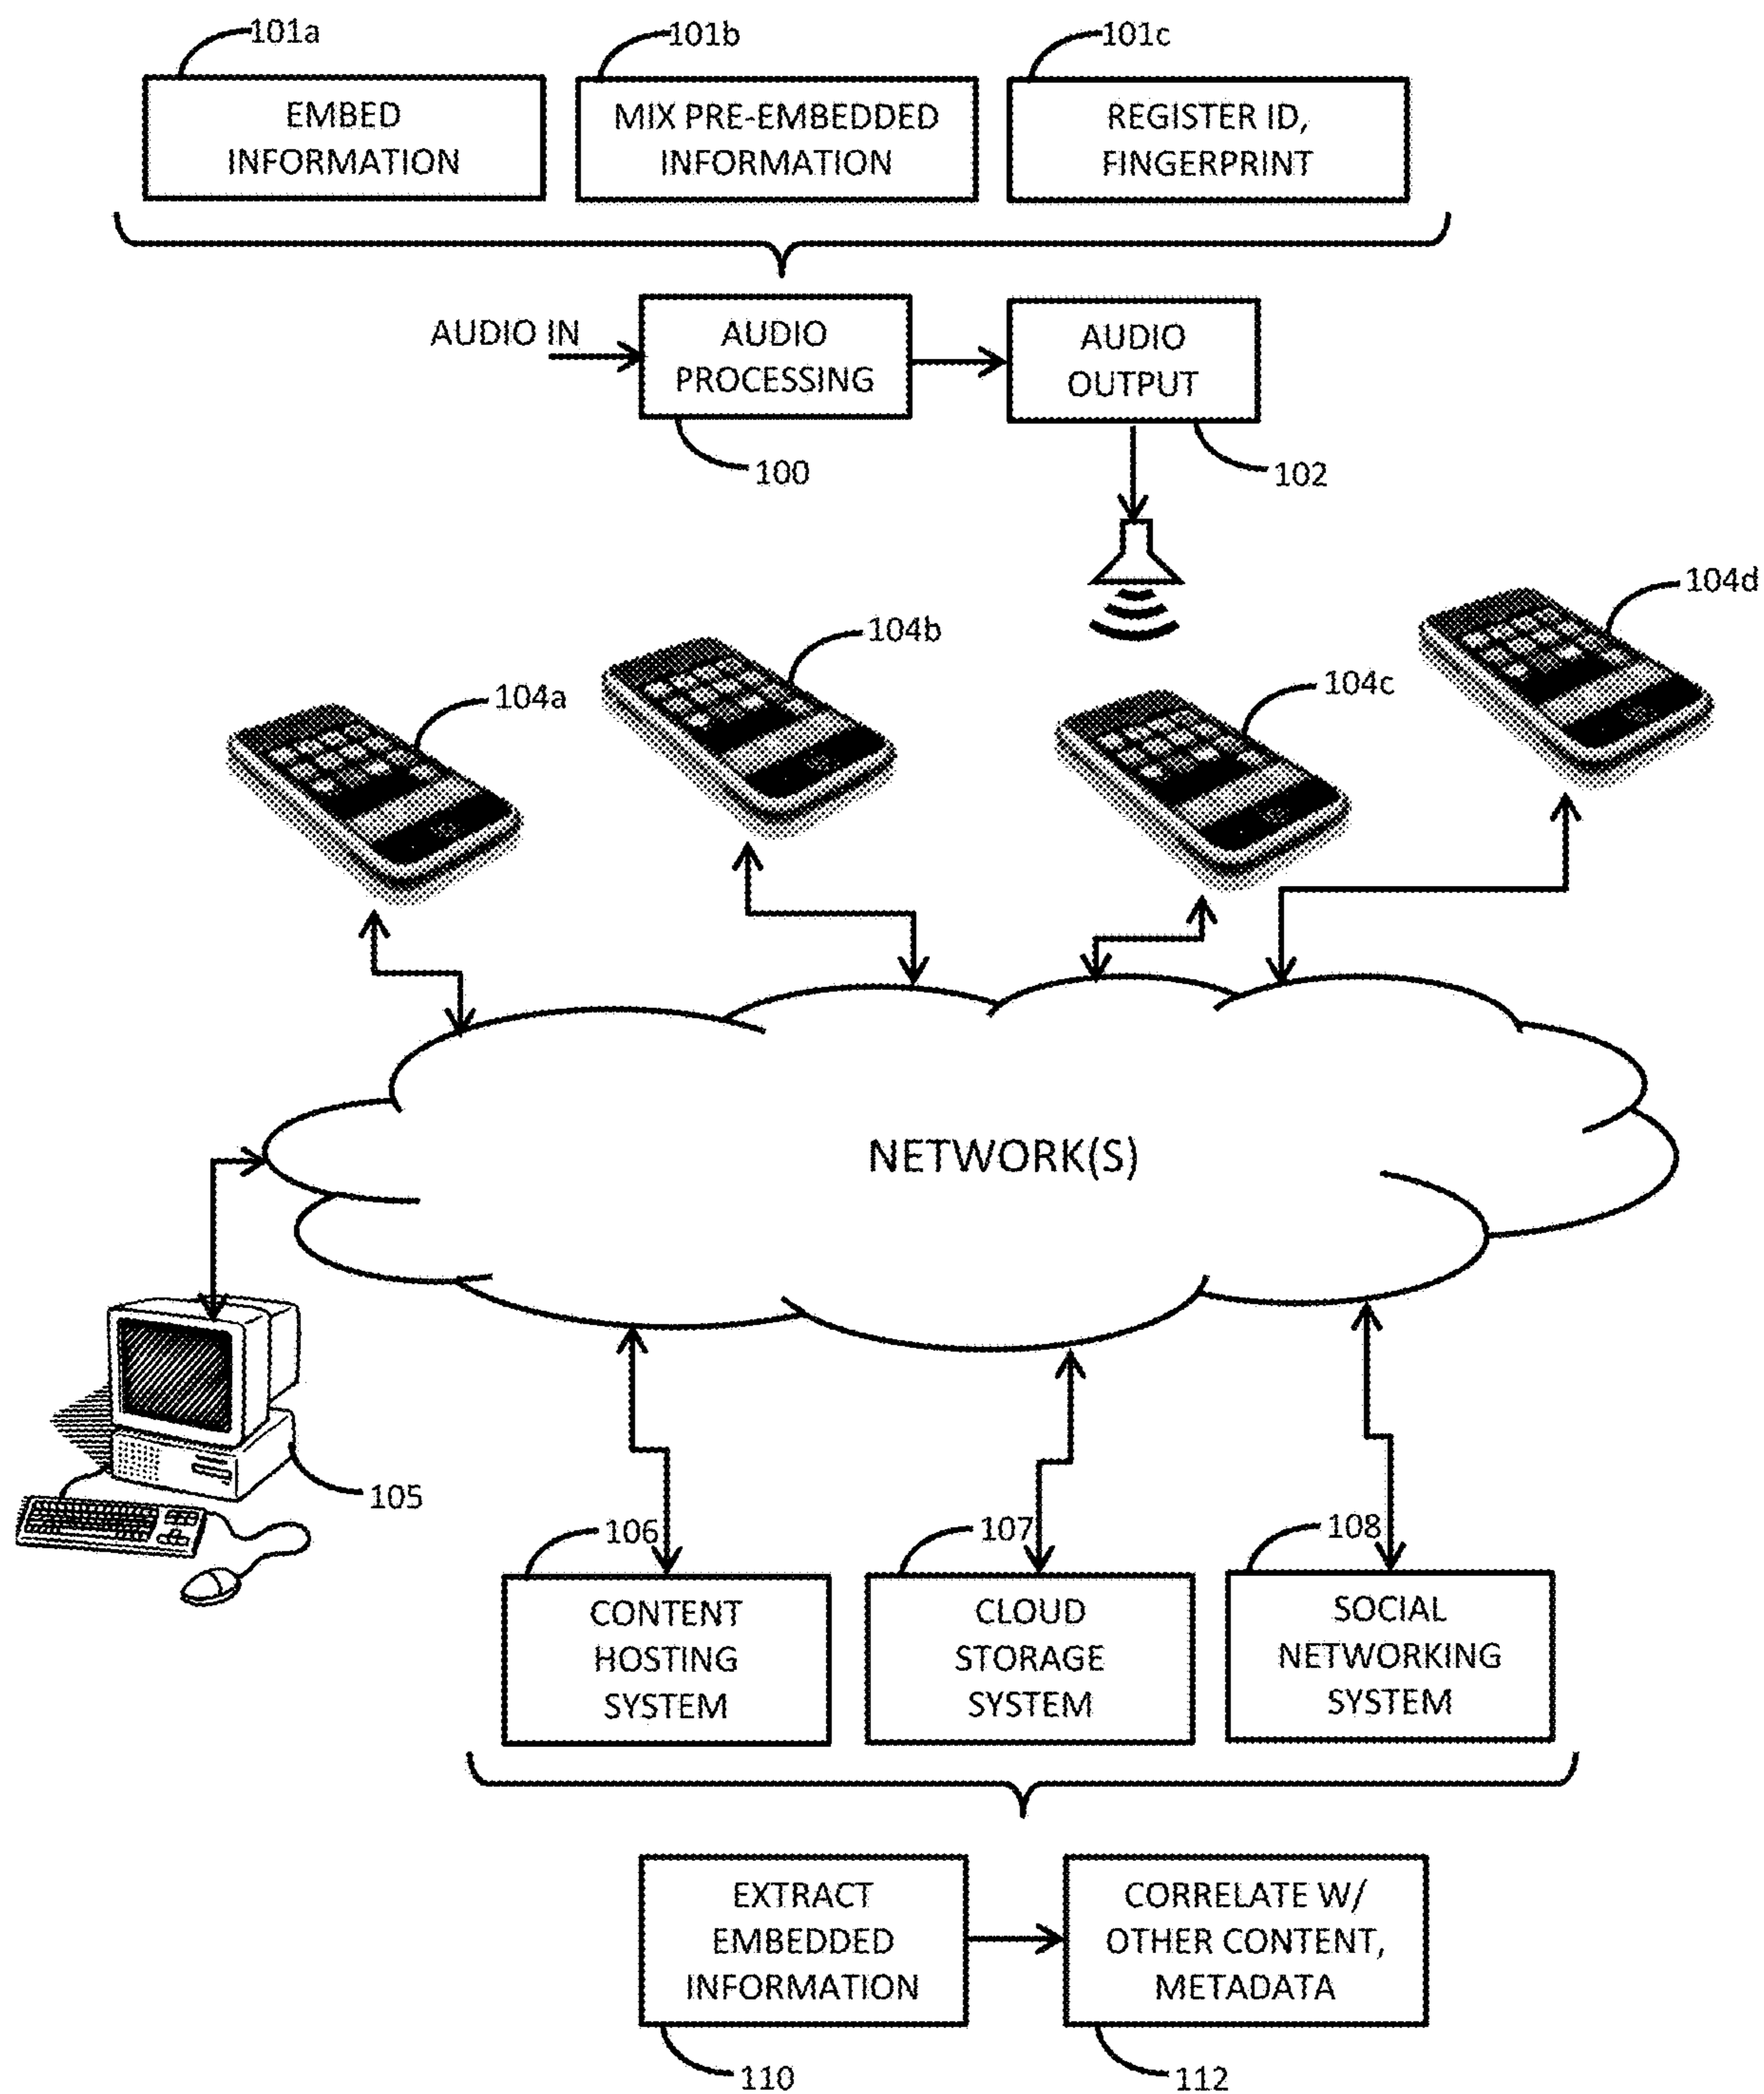 101a
101b
101c
EMBED
INFORMATION
MIX PRE-EMBEDDED
INFORMATION
REGISTER ID,
FINGERPRINT
AUDIO IN
AUDIO
PROCESSING
AUDIO
OUTPUT
100
102
104a
104b
104c
104d
NETWORK(S)
105
106
107
108
CONTENT
HOSTING
SYSTEM
CLOUD
STORAGE
SYSTEM
SOCIAL
NETWORKING
SYSTEM
EXTRACT
EMBEDDED
INFORMATION
CORRELATE W/
OTHER CONTENT,
METADATA
110
112